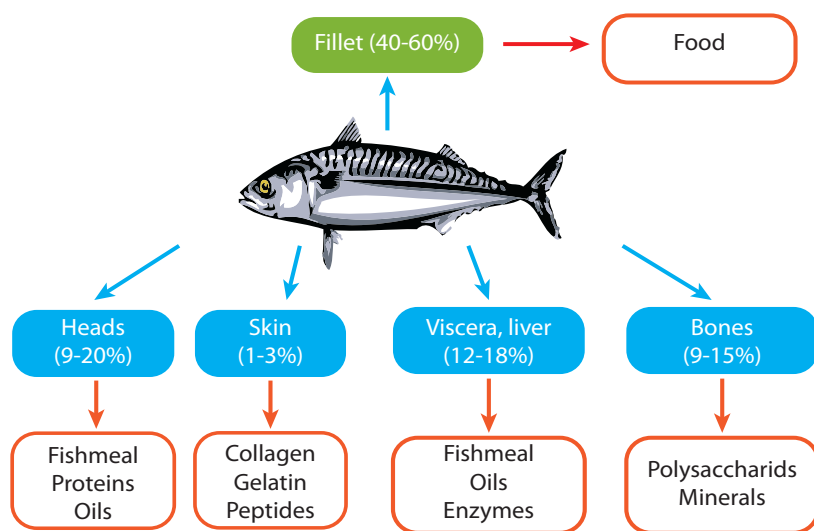 Fillet (40-60%)
Food
Heads
(9-20%)
Skin
(1-3%)
Viscera, liver
(12-18%)
Bones
(9-15%)
Fishmeal
Proteins
Oils
Collagen
Gelatin
Peptides
Fishmeal
Oils
Enzymes
Polysaccharids
Minerals